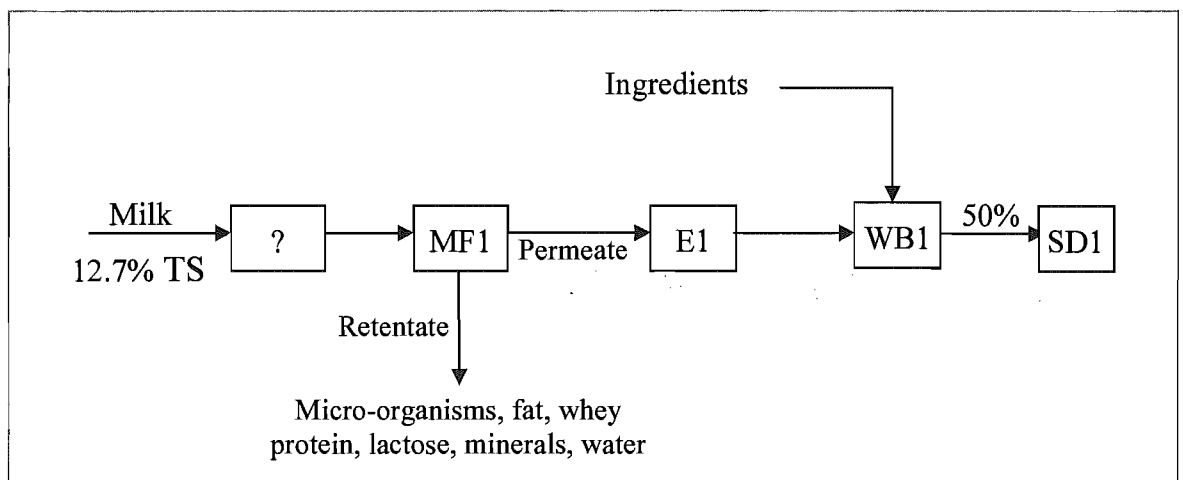 Ingredients
Milk
12.7% TS
?
MF1
Permeate
E1
WB1
50%
SD1
Retentate
Micro-organisms, fat, whey
protein, lactose, minerals, water